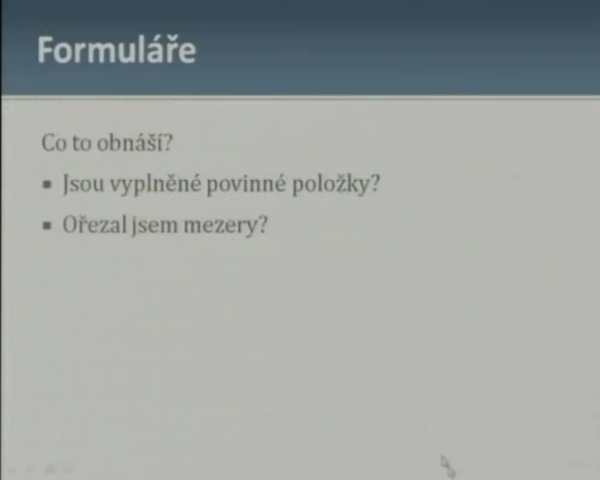 Formuláře
Co to obnáší?
Jsou vyplněné povinné položky?
Ořezal jsem mezery?